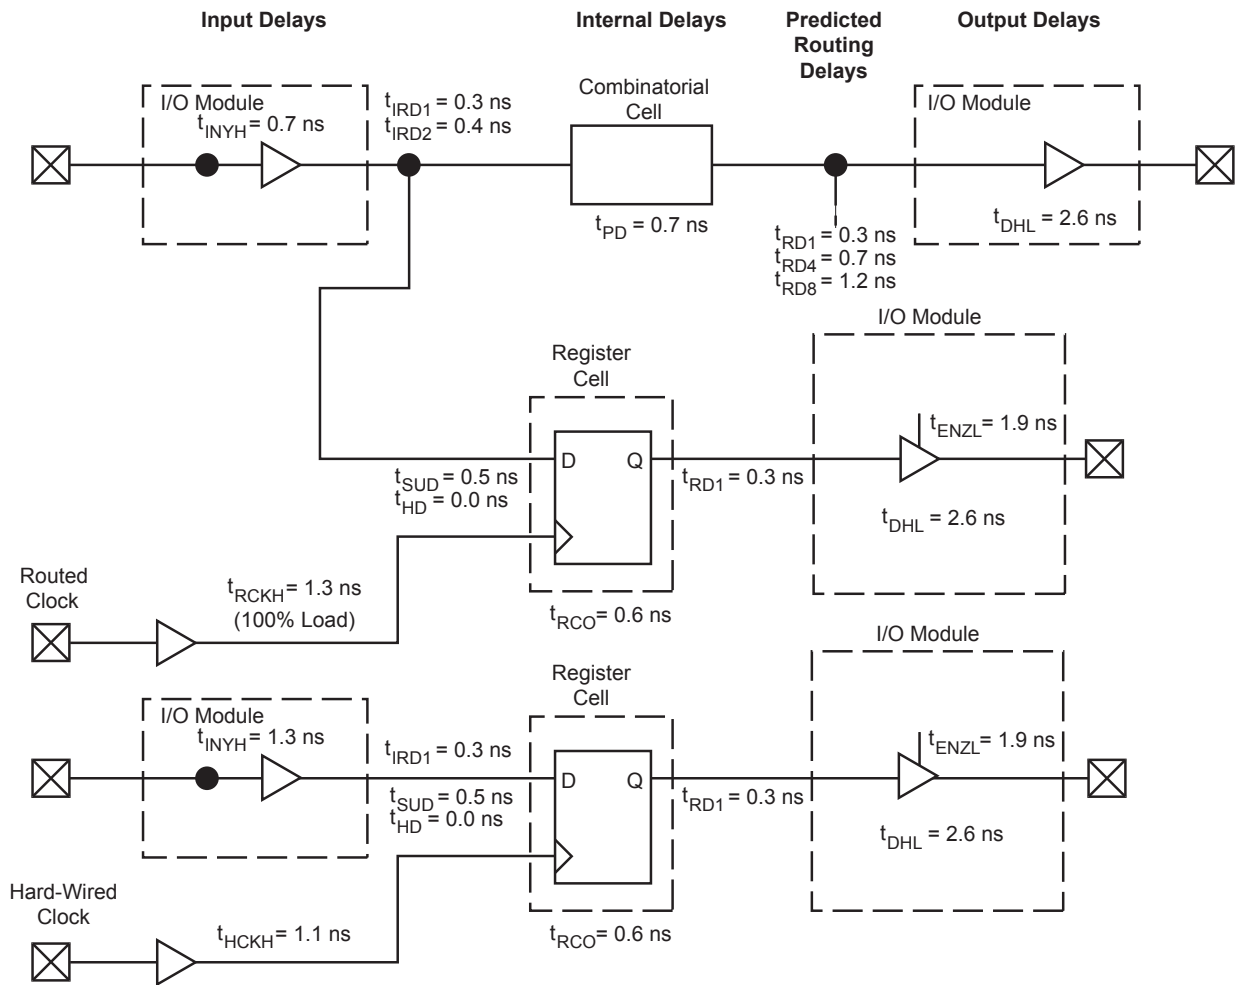 Input Delays
Internal Delays
Predicted
Routing
Delays
Output Delays
I/O Module
tINYH = 0.7 ns
tIRD1 = 0.3 ns
tIRD2 = 0.4 ns
Combinatorial
Cell
tPD = 0.7 ns
I/O Module
tDHL = 2.6 ns
tRD1 = 0.3 ns
tRD4 = 0.7 ns
tRD8 = 1.2 ns
I/O Module
Register
Cell
tENZL = 1.9 ns
D
Q
tSUD = 0.5 ns
tHD = 0.0 ns
tRD1 = 0.3 ns
tDHL = 2.6 ns
Routed
Clock
tRCKH = 1.3 ns
(100% Load)
tRCO = 0.6 ns
I/O Module
Register
Cell
I/O Module
tINYH = 1.3 ns
tIRD1 = 0.3 ns
tENZL = 1.9 ns
D
Q
tSUD = 0.5 ns
tHD = 0.0 ns
tRD1 = 0.3 ns
tDHL = 2.6 ns
Hard-Wired
Clock
tHCKH = 1.1 ns
tRCO = 0.6 ns